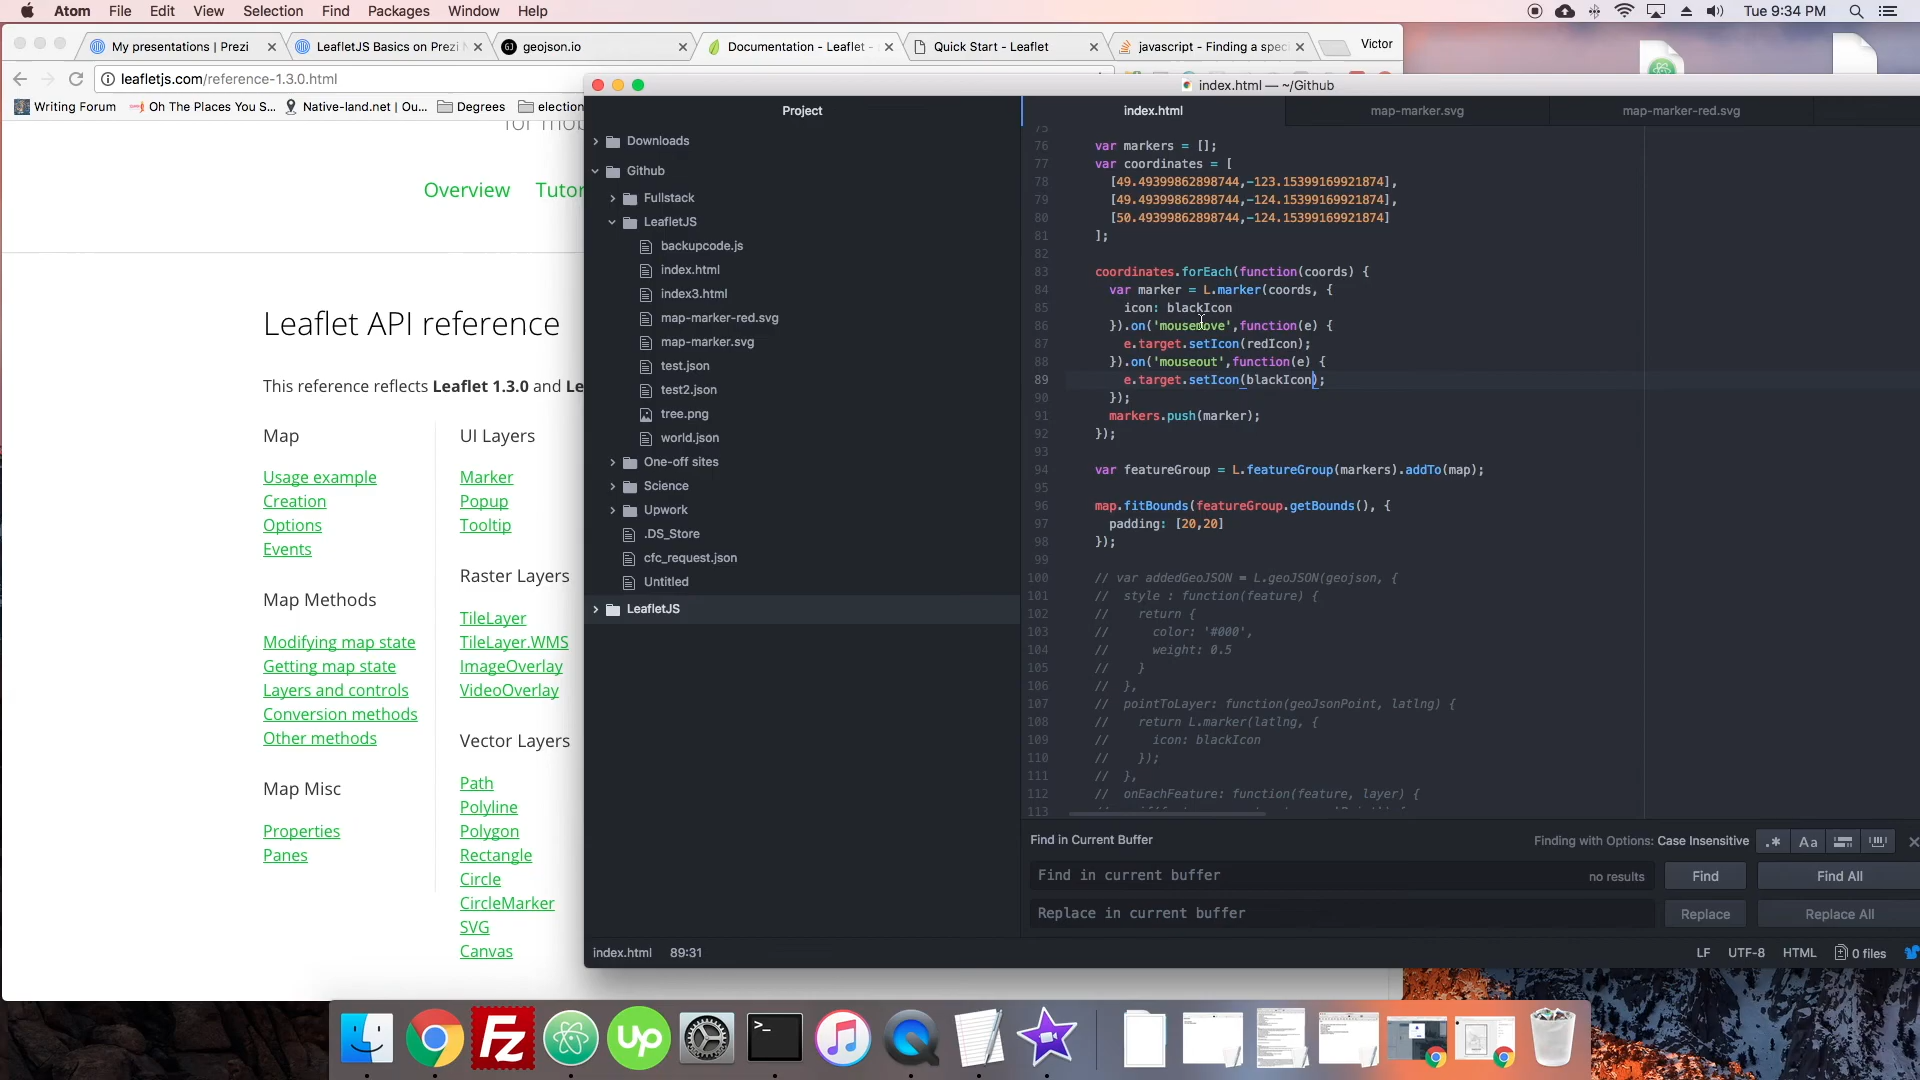 Atom File Edit View Selection Find Packages Window Help Tue 9:34 PM
My presentations | Prezi
LeafletJS Basics on Prezi
geojson.io
Documentation - Leaflet -
Quick Start - Leaflet
javascript - Finding a spec
Victor
leafletjs.com/reference-1.3.0.html
Writing Forum
Oh The Places You S...
Native-land.net | Ou...
Degrees
election
index.html — ~/Github
for mob
Overview Tutor
Leaflet API reference
This reference reflects Leaflet 1.3.0 and Le
Map
Usage example
Creation
Options
Events
Map Methods
Modifying map state
Getting map state
Layers and controls
Conversion methods
Other methods
Map Misc
Properties
Panes
UI Layers
Marker
Popup
Tooltip
Raster Layers
TileLayer
TileLayer.WMS
ImageOverlay
VideoOverlay
Vector Layers
Path
Polyline
Polygon
Rectangle
Circle
CircleMarker
SVG
Canvas
Project
Downloads
Github
Fullstack
LeafletJS
backupcode.js
index.html
index3.html
map-marker-red.svg
map-marker.svg
test.json
test2.json
tree.png
world.json
One-off sites
Science
Upwork
.DS_Store
cfc_request.json
Untitled
LeafletJS
index.html map-marker.svg map-marker-red.svg
75
76 var markers = [];
77 var coordinates = [
78 [49.49399862898744,-123.15399169921874],
79 [49.49399862898744,-124.15399169921874],
80 [50.49399862898744,-124.15399169921874]
81 ];
82
83 coordinates.forEach(function(coords) {
84 var marker = L.marker(coords, {
85 icon: blackIcon
86 }).on('mousemove',function(e) {
87 e.target.setIcon(redIcon);
88 }).on('mouseout',function(e) {
89 e.target.setIcon(blackIcon);
90 });
91 markers.push(marker);
92 });
93
94 var featureGroup = L.featureGroup(markers).addTo(map);
95
96 map.fitBounds(featureGroup.getBounds(), {
97 padding: [20,20]
98 });
99
100 // var addedGeoJSON = L.geoJSON(geojson, {
101 // style : function(feature) {
102 // return {
103 // color: '#000',
104 // weight: 0.5
105 // }
106 // },
107 // pointToLayer: function(geoJsonPoint, latlng) {
108 // return L.marker(latlng, {
109 // icon: blackIcon
110 // });
111 // },
112 // onEachFeature: function(feature, layer) {
113
Find in Current Buffer
Finding with Options: Case Insensitive .* Aa
Find in current buffer no results Find Find All
Replace in current buffer Replace Replace All
index.html 89:31 LF UTF-8 HTML 0 files
Fz
Up